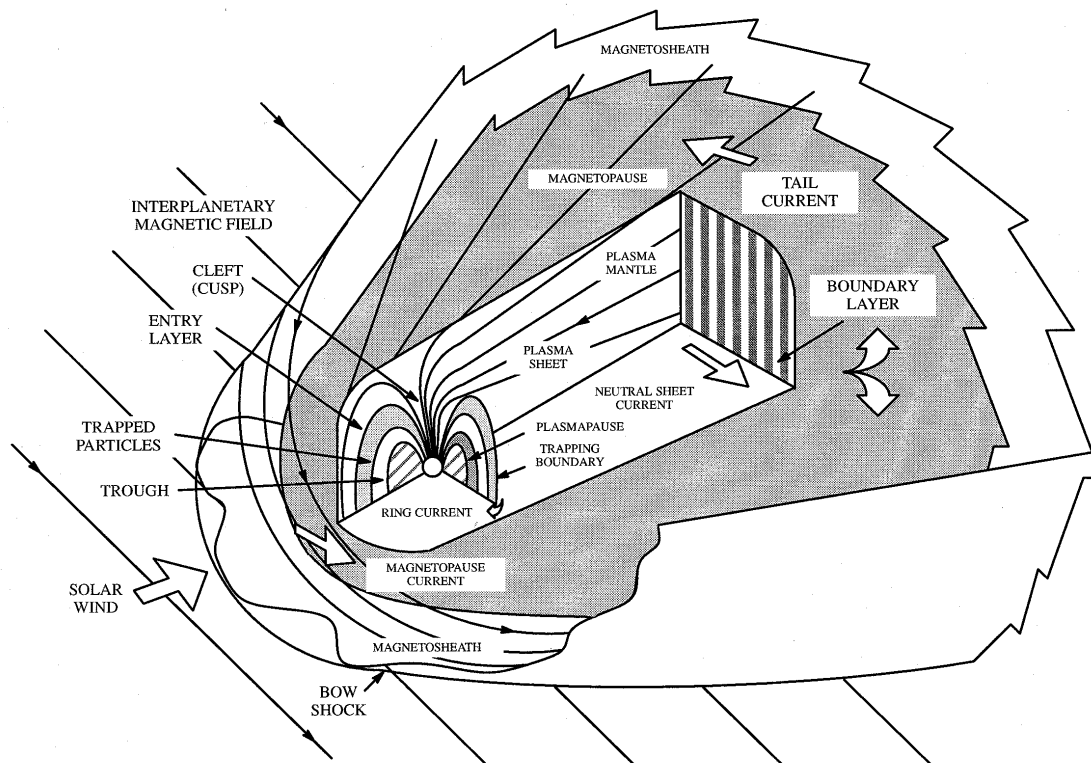 MAGNETOSHEATH
MAGNETOPAUSE
TAIL
CURRENT
INTERPLANETARY
MAGNETIC FIELD
CLEFT
(CUSP)
PLASMA
MANTLE
BOUNDARY
LAYER
ENTRY
LAYER
PLASMA
SHEET
NEUTRAL SHEET
CURRENT
TRAPPED
PARTICLES
PLASMAPAUSE
TRAPPING
BOUNDARY
TROUGH
RING CURRENT
MAGNETOPAUSE
CURRENT
SOLAR
WIND
MAGNETOSHEATH
BOW
SHOCK